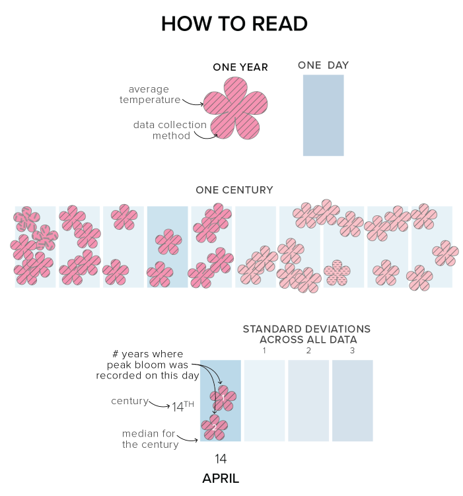 HOW TO READ
ONE YEAR
ONE DAY
average
temperature
data collection
method
ONE CENTURY
STANDARD DEVIATIONS
ACROSS ALL DATA
1 2 3
# years where
peak bloom was
recorded on this day
century
14TH
median for
the century
14
APRIL